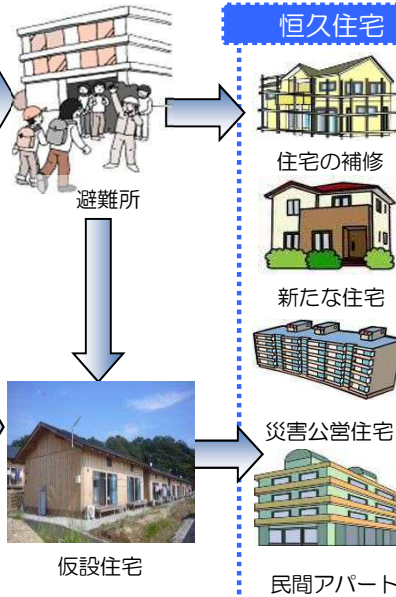 恒久住宅
避難所
住宅の補修
新たな住宅
災害公営住宅
仮設住宅
民間アパート